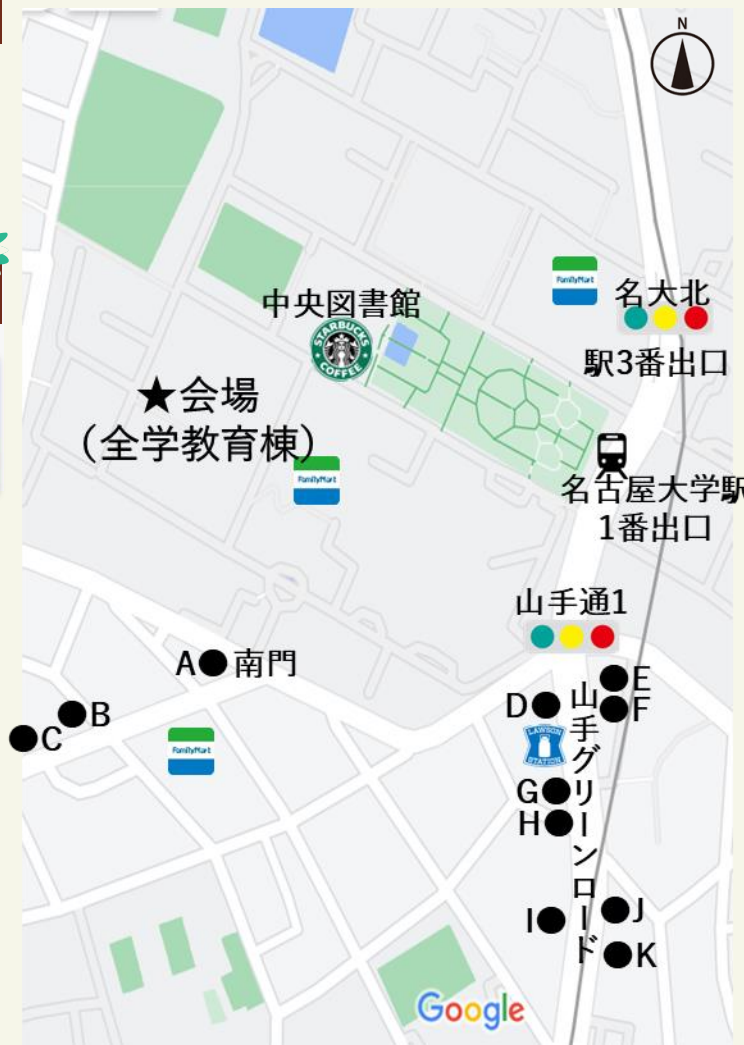 N
中央図書館
STARBUCKS
COFFEE
FamilyMart
名大北
駅3番出口
★会場
(全学教育棟)
FamilyMart
名古屋大学駅
1番出口
山手通1
A●南門
B
C
FamilyMart
D
E
F
LAWSON
STATION
山手グリーンロード
G
H
I
J
K
Google